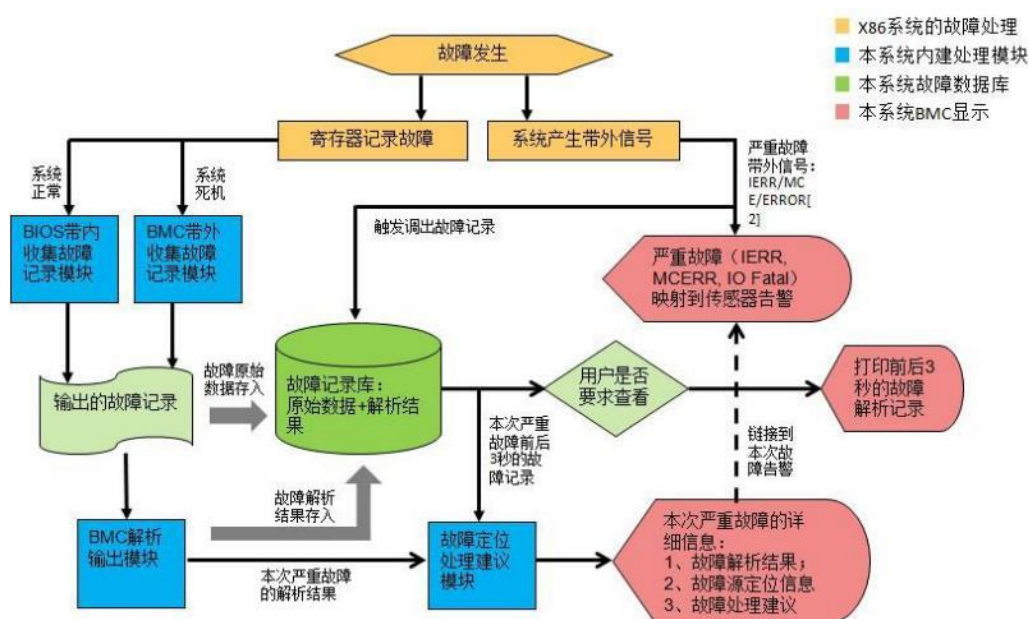 X86系统的故障处理
本系统内建处理模块
本系统故障数据库
本系统BMC显示
故障发生
寄存器记录故障
系统产生带外信号
系统
正常
系统
死机
严重故障
带外信号：
IERR/MC
E/ERROR[
2]
BIOS带内
收集故障
记录模块
BMC带外
收集故障
记录模块
触发调出故障记录
严重故障（IERR,
MCERR, IO Fatal）
映射到传感器告警
输出的故障记录
故障原始
数据存入
故障记录库：
原始数据+解析结
果
用户是否
要求查看
打印前后3
秒的故障
解析记录
本次严重
故障前后
3秒的故
障记录
链接到
本次故
障告警
故障解析
结果存入
BMC解析
输出模块
本次严重故障
的解析结果
故障定位
处理建议
模块
本次严重故障的详
细信息：
1、故障解析结果；
2、故障源定位信息
3、故障处理建议